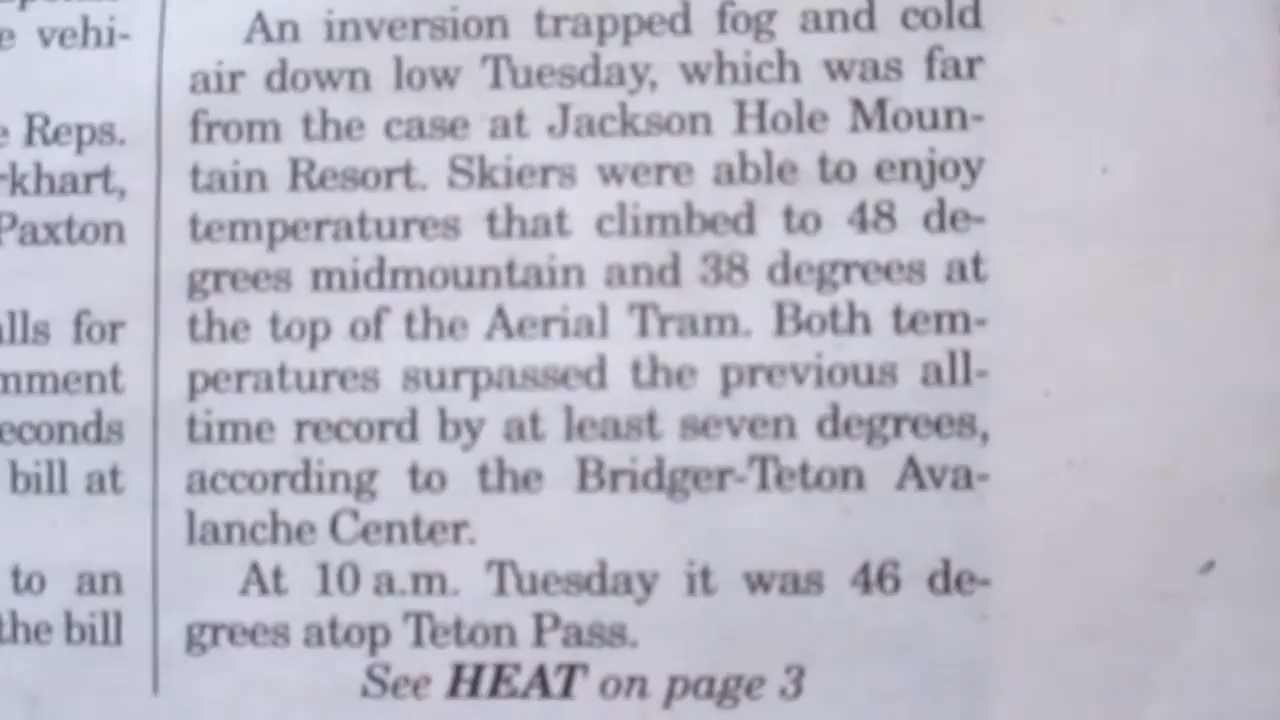 e vehi-
e Reps.
rkhart,
Paxton
alls for
nment
econds
bill at
to an
the bill
An inversion trapped fog and cold
air down low Tuesday, which was far
from the case at Jackson Hole Moun-
tain Resort. Skiers were able to enjoy
temperatures that climbed to 48 de-
grees midmountain and 38 degrees at
the top of the Aerial Tram. Both tem-
peratures surpassed the previous all-
time record by at least seven degrees,
according to the Bridger-Teton Ava-
lanche Center.
At 10 a.m. Tuesday it was 46 de-
grees atop Teton Pass.
See HEAT on page 3